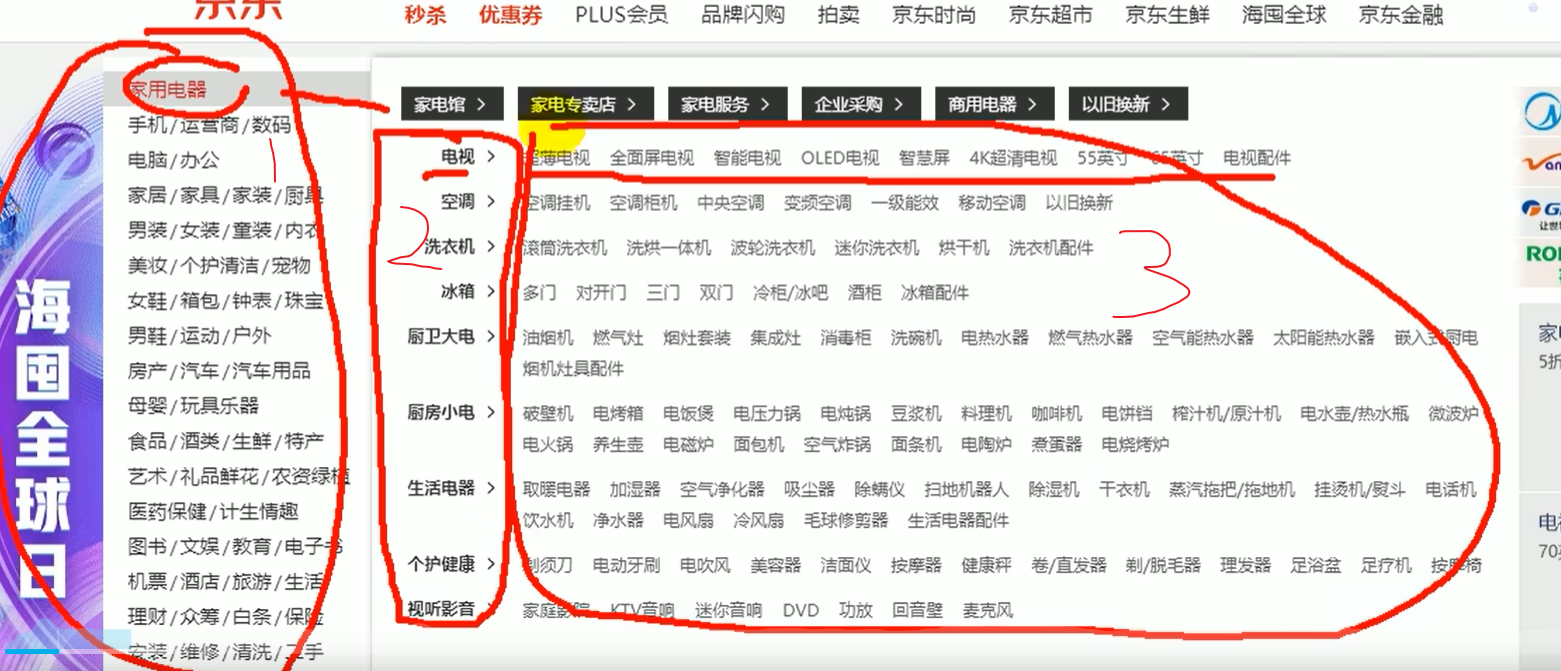 京东
秒杀 优惠券 PLUS会员 品牌闪购 拍卖 京东时尚 京东超市 京东生鲜 海囤全球 京东金融
海囤全球日
家用电器
手机/运营商/数码
电脑/办公
家居/家具/家装/厨具
男装/女装/童装/内衣
美妆/个护清洁/宠物
女鞋/箱包/钟表/珠宝
男鞋/运动/户外
房产/汽车/汽车用品
母婴/玩具乐器
食品/酒类/生鲜/特产
艺术/礼品鲜花/农资绿植
医药保健/计生情趣
图书/文娱/教育/电子书
机票/酒店/旅游/生活
理财/众筹/白条/保险
安装/维修/清洗/二手
1
2
3
家电馆 > 家电专卖店 > 家电服务 > 企业采购 > 商用电器 > 以旧换新 >
电视 > 超薄电视 全面屏电视 智能电视 OLED电视 智慧屏 4K超清电视 55英寸 65英寸 电视配件
空调 > 空调挂机 空调柜机 中央空调 变频空调 一级能效 移动空调 以旧换新
洗衣机 > 滚筒洗衣机 洗烘一体机 波轮洗衣机 迷你洗衣机 烘干机 洗衣机配件
冰箱 > 多门 对开门 三门 双门 冷柜/冰吧 酒柜 冰箱配件
厨卫大电 > 油烟机 燃气灶 烟灶套装 集成灶 消毒柜 洗碗机 电热水器 燃气热水器 空气能热水器 太阳能热水器 嵌入式厨电
烟机灶具配件
厨房小电 > 破壁机 电烤箱 电饭煲 电压力锅 电炖锅 豆浆机 料理机 咖啡机 电饼铛 榨汁机/原汁机 电水壶/热水瓶 微波炉
电火锅 养生壶 电磁炉 面包机 空气炸锅 面条机 电陶炉 煮蛋器 电烧烤炉
生活电器 > 取暖电器 加湿器 空气净化器 吸尘器 除螨仪 扫地机器人 除湿机 干衣机 蒸汽拖把/拖地机 挂烫机/熨斗 电话机
饮水机 净水器 电风扇 冷风扇 毛球修剪器 生活电器配件
个护健康 > 剃须刀 电动牙刷 电吹风 美容器 洁面仪 按摩器 健康秤 卷/直发器 剃/脱毛器 理发器 足浴盆 足疗机 按摩椅
视听影音 > 家庭影院 KTV音响 迷你音响 DVD 功放 回音壁 麦克风